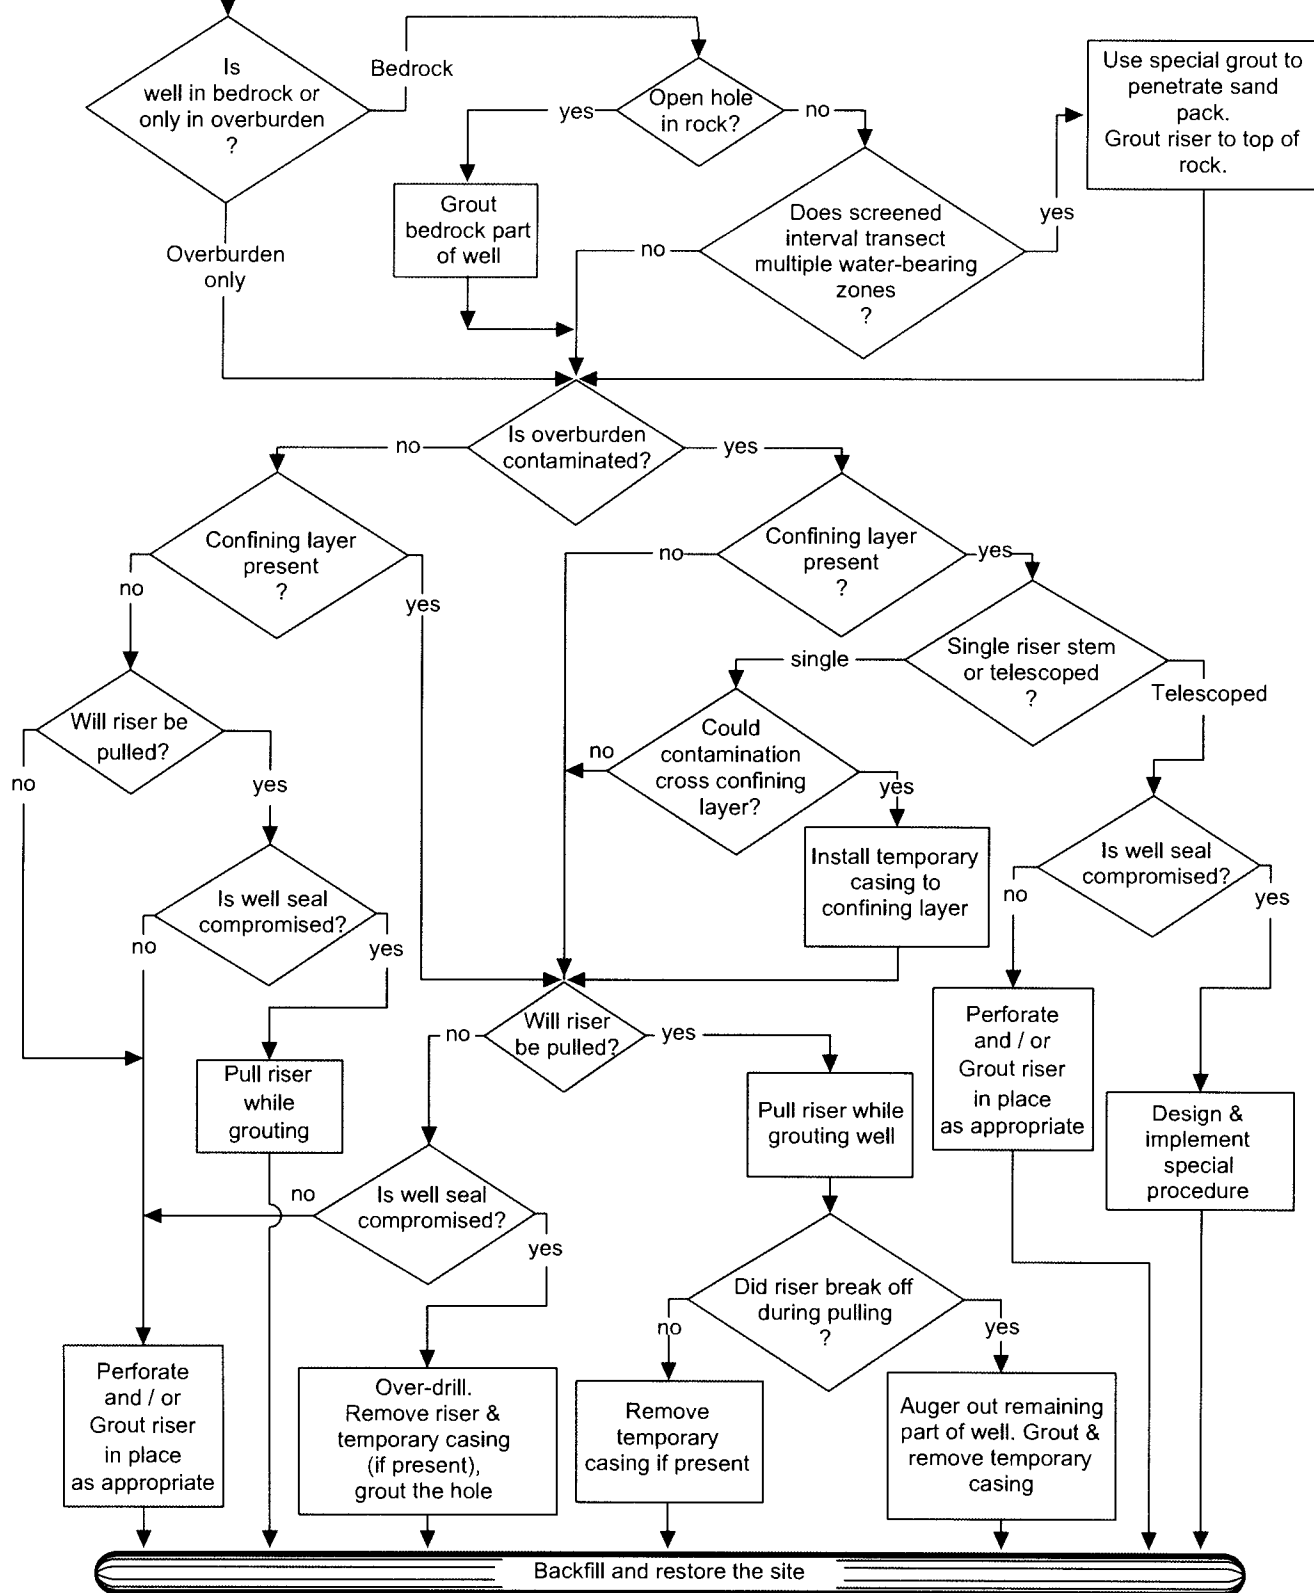 Is
well in bedrock or
only in overburden
?
Bedrock
Overburden
only
Open hole
in rock?
yes
no
Grout
bedrock part
of well
Does screened
interval transect
multiple water-bearing
zones
?
no
yes
Use special grout to
penetrate sand
pack.
Grout riser to top of
rock.
Is overburden
contaminated?
no
yes
Confining layer
present
?
no
yes
Confining layer
present
?
no
yes
Single riser stem
or telescoped
?
single
Telescoped
Will riser be
pulled?
no
yes
Could
contamination
cross confining
layer?
no
yes
Install temporary
casing to
confining layer
Is well seal
compromised?
no
yes
Is well seal
compromised?
no
yes
Pull riser
while
grouting
Will riser
be pulled?
no
yes
Perforate
and / or
Grout riser
in place
as appropriate
Design &
implement
special
procedure
Pull riser while
grouting well
Is well seal
compromised?
no
yes
Did riser break off
during pulling
?
no
yes
Perforate
and / or
Grout riser
in place
as appropriate
Over-drill.
Remove riser &
temporary casing
(if present),
grout the hole
Remove
temporary
casing if present
Auger out remaining
part of well. Grout &
remove temporary
casing
Backfill and restore the site